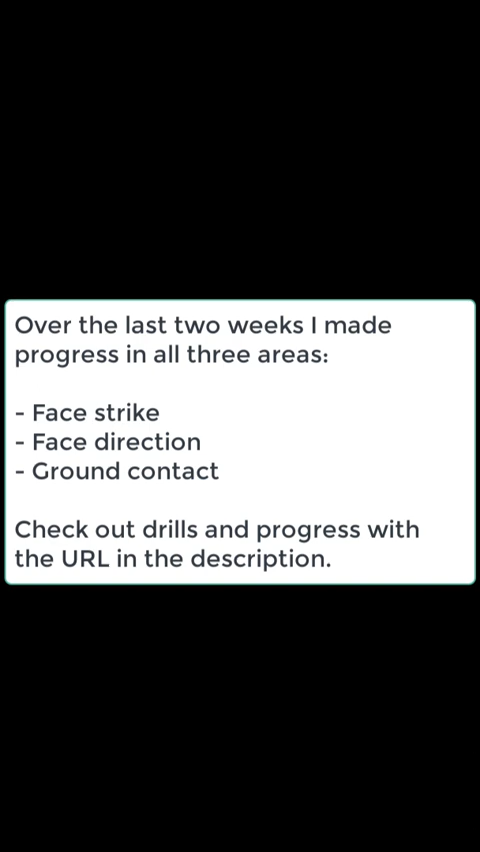 Over the last two weeks I made
progress in all three areas:
- Face strike
- Face direction
- Ground contact
Check out drills and progress with
the URL in the description.